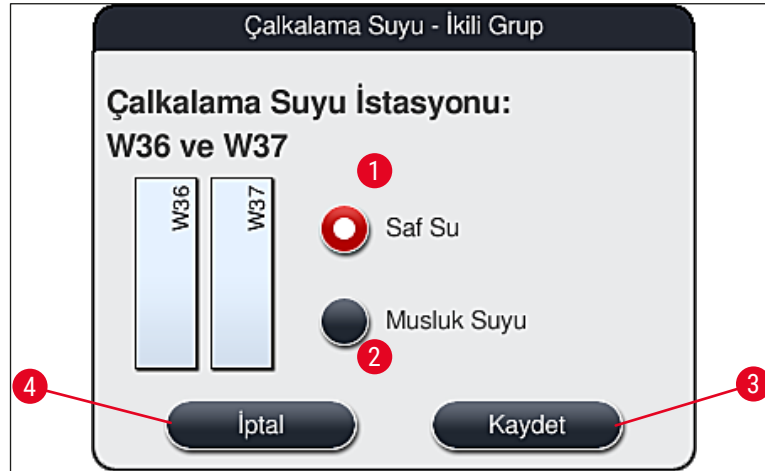 Çalkalama Suyu - İkili Grup
Çalkalama Suyu İstasyonu:
W36 ve W37
W36
W37
1
Saf Su
Musluk Suyu
2
4
İptal
Kaydet
3